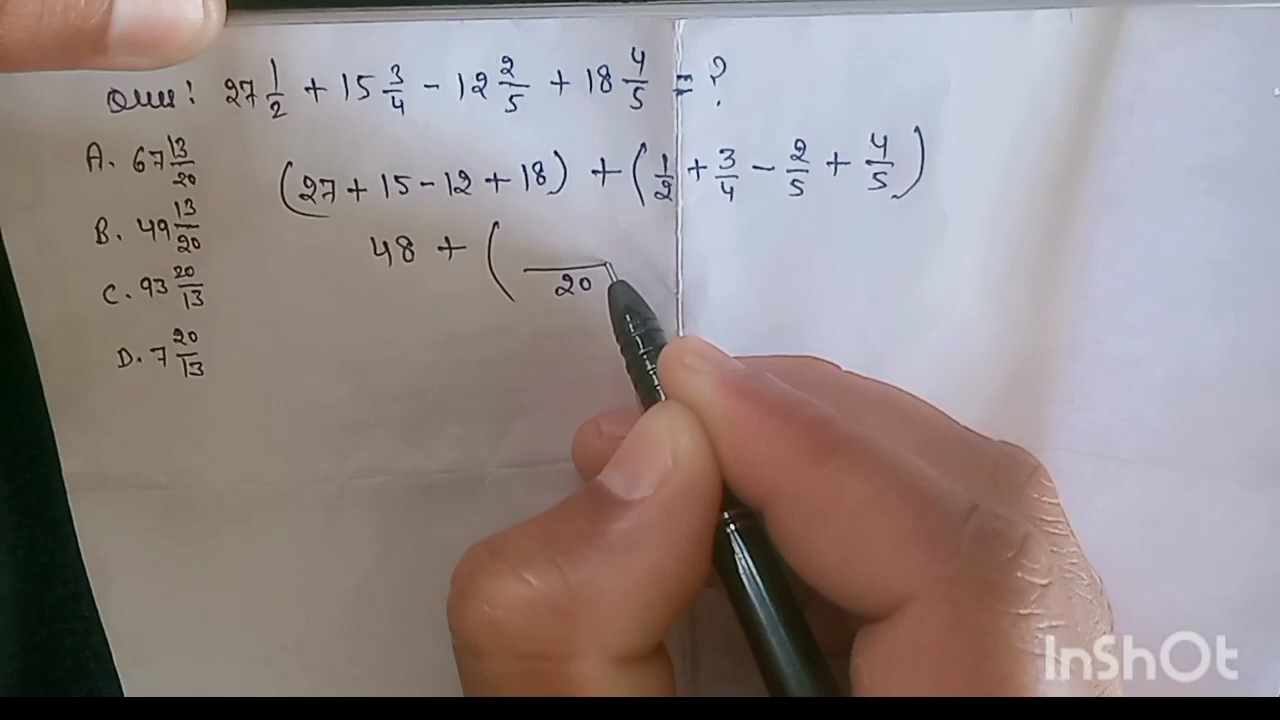 Ques: 27 1/2 + 15 3/4 - 12 2/5 + 18 4/5 = ?
A. 67 13/20
(27 + 15 - 12 + 18) + (1/2 + 3/4 - 2/5 + 4/5)
B. 49 13/20
48 + ( /20
C. 93 20/13
D. 7 20/13
InShOt